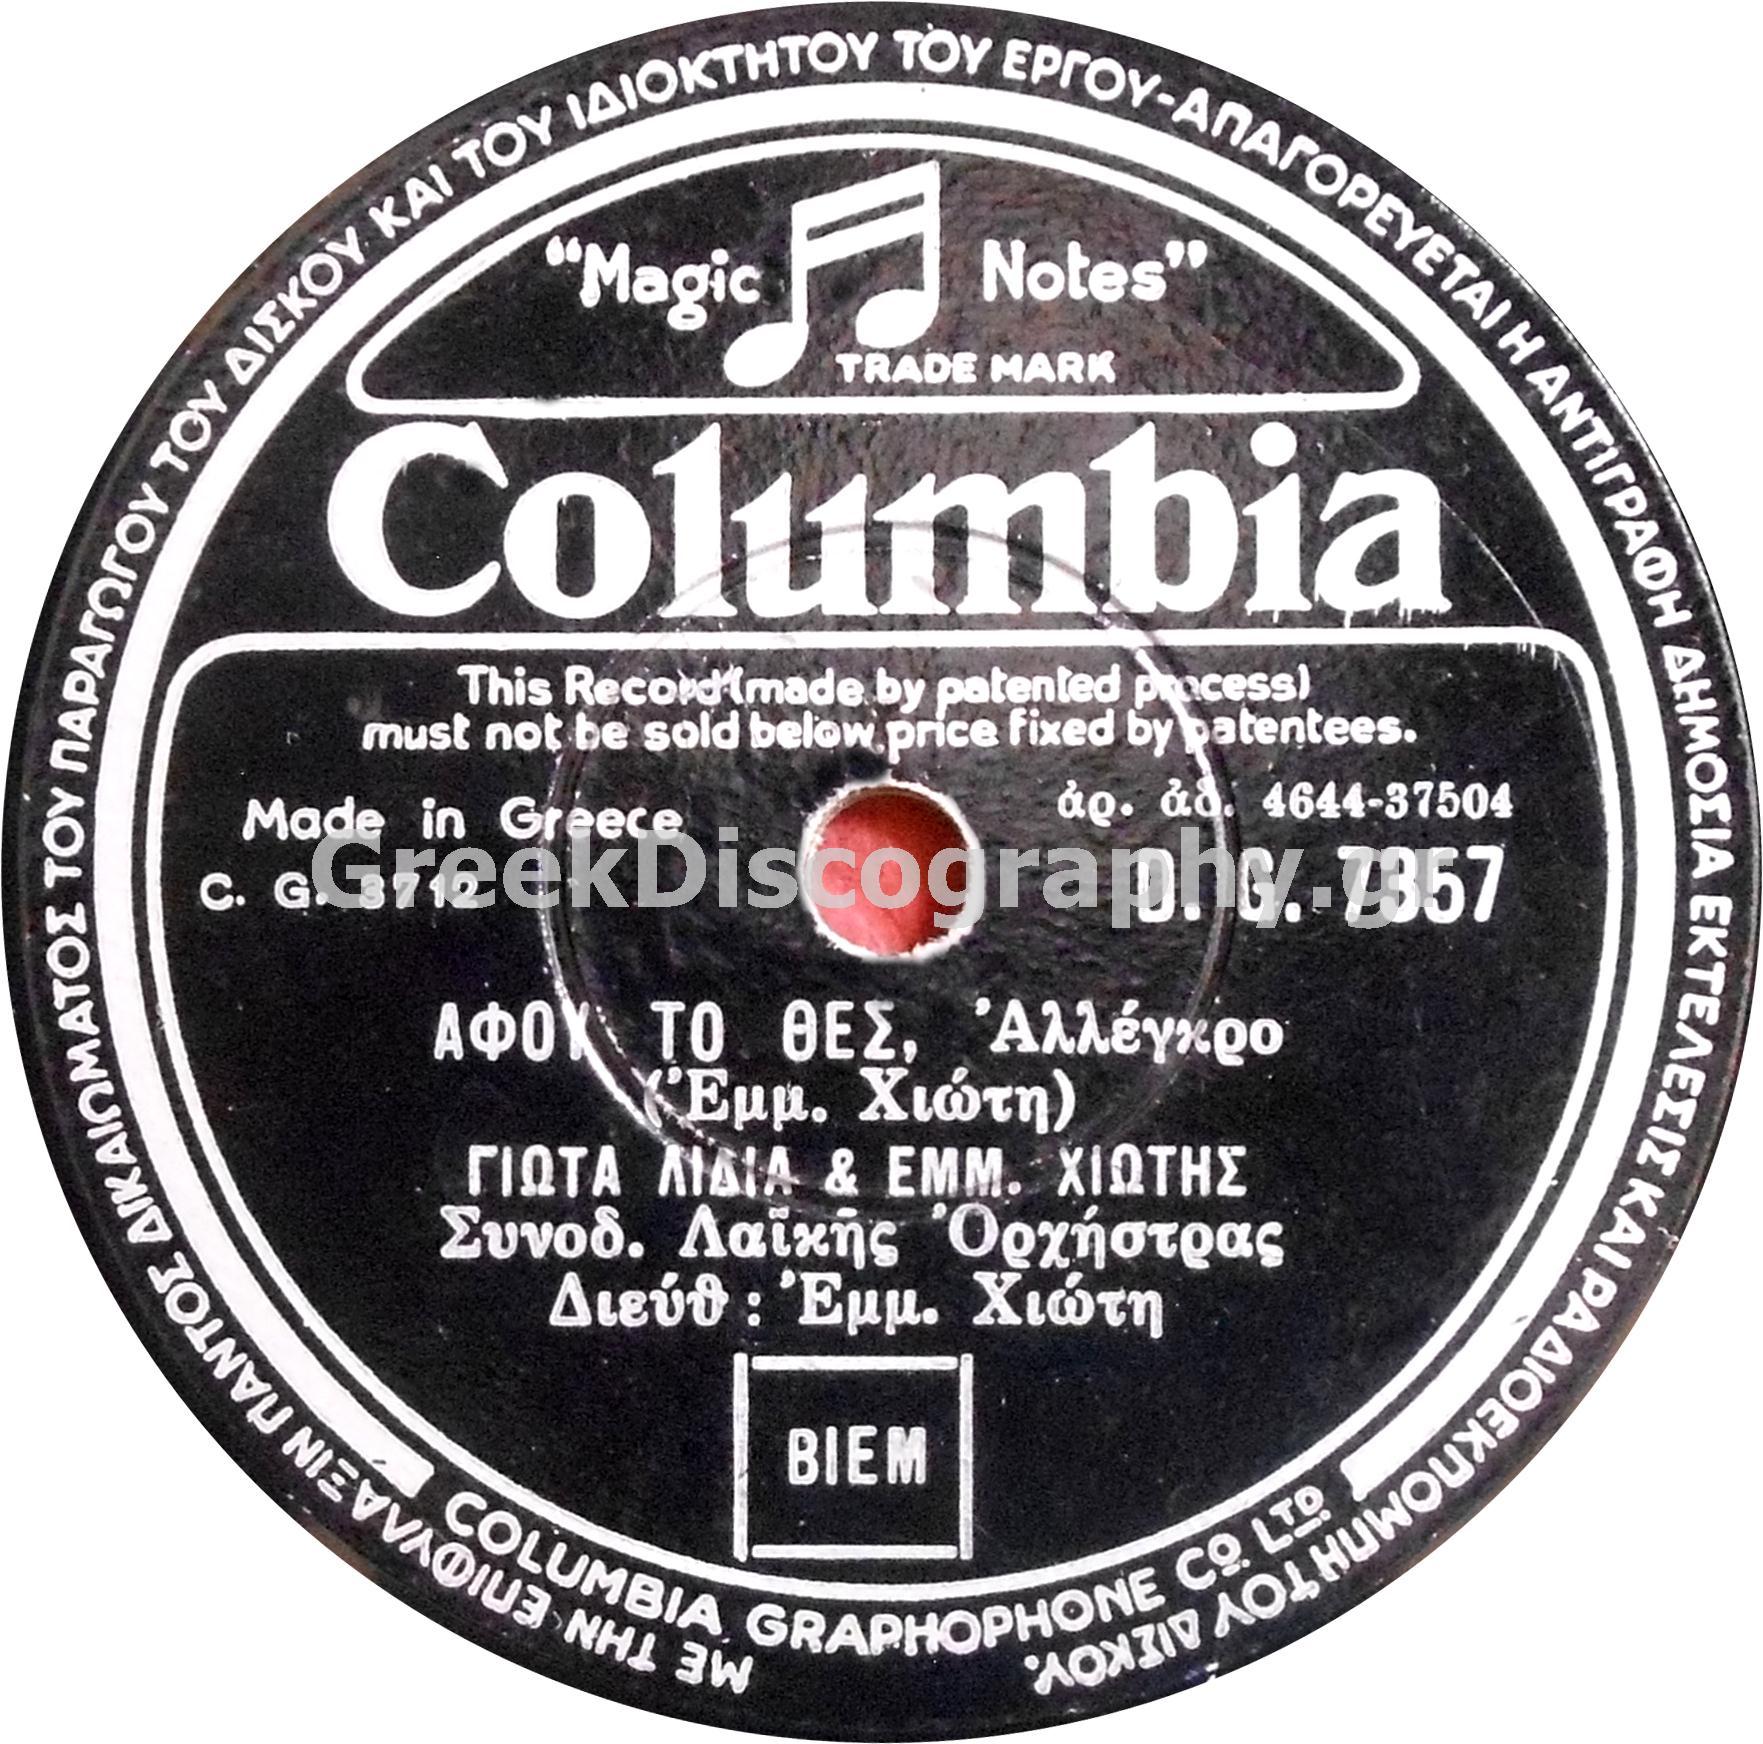 ΜΕ ΤΗΝ ΕΠΙΦΥΛΑΞΙΝ ΠΑΝΤΟΣ ΔΙΚΑΙΩΜΑΤΟΣ ΤΟΥ ΠΑΡΑΓΩΓΟΥ ΤΟΥ ΔΙΣΚΟΥ ΚΑΙ ΤΟΥ ΙΔΙΟΚΤΗΤΟΥ ΤΟΥ ΕΡΓΟΥ-ΑΠΑΓΟΡΕΥΕΤΑΙ Η ΑΝΤΙΓΡΑΦΗ ΔΗΜΟΣΙΑ ΕΚΤΕΛΕΣΙΣ ΚΑΙ ΡΑΔΙΟΕΚΠΟΜΠΗ ΤΟΥ ΔΙΣΚΟΥ.
“Magic Notes”
TRADE MARK
Columbia
This Record (made by patented process)
must not be sold below price fixed by patentees.
Made in Greece
ἀρ. ἀδ. 4644-37504
GreekDiscography.gr
C. G. 3712
D. G. 7357
ΑΦΟΥ ΤΟ ΘΕΣ, Ἀλλέγκρο
(Ἐμμ. Χιώτη)
ΓΙΩΤΑ ΛΙΔΙΑ & ΕΜΜ. ΧΙΩΤΗΣ
Συνοδ. Λαϊκῆς Ὀρχήστρας
Διεύθ: Ἐμμ. Χιώτη
BIEM
COLUMBIA GRAPHOPHONE CO. LTD